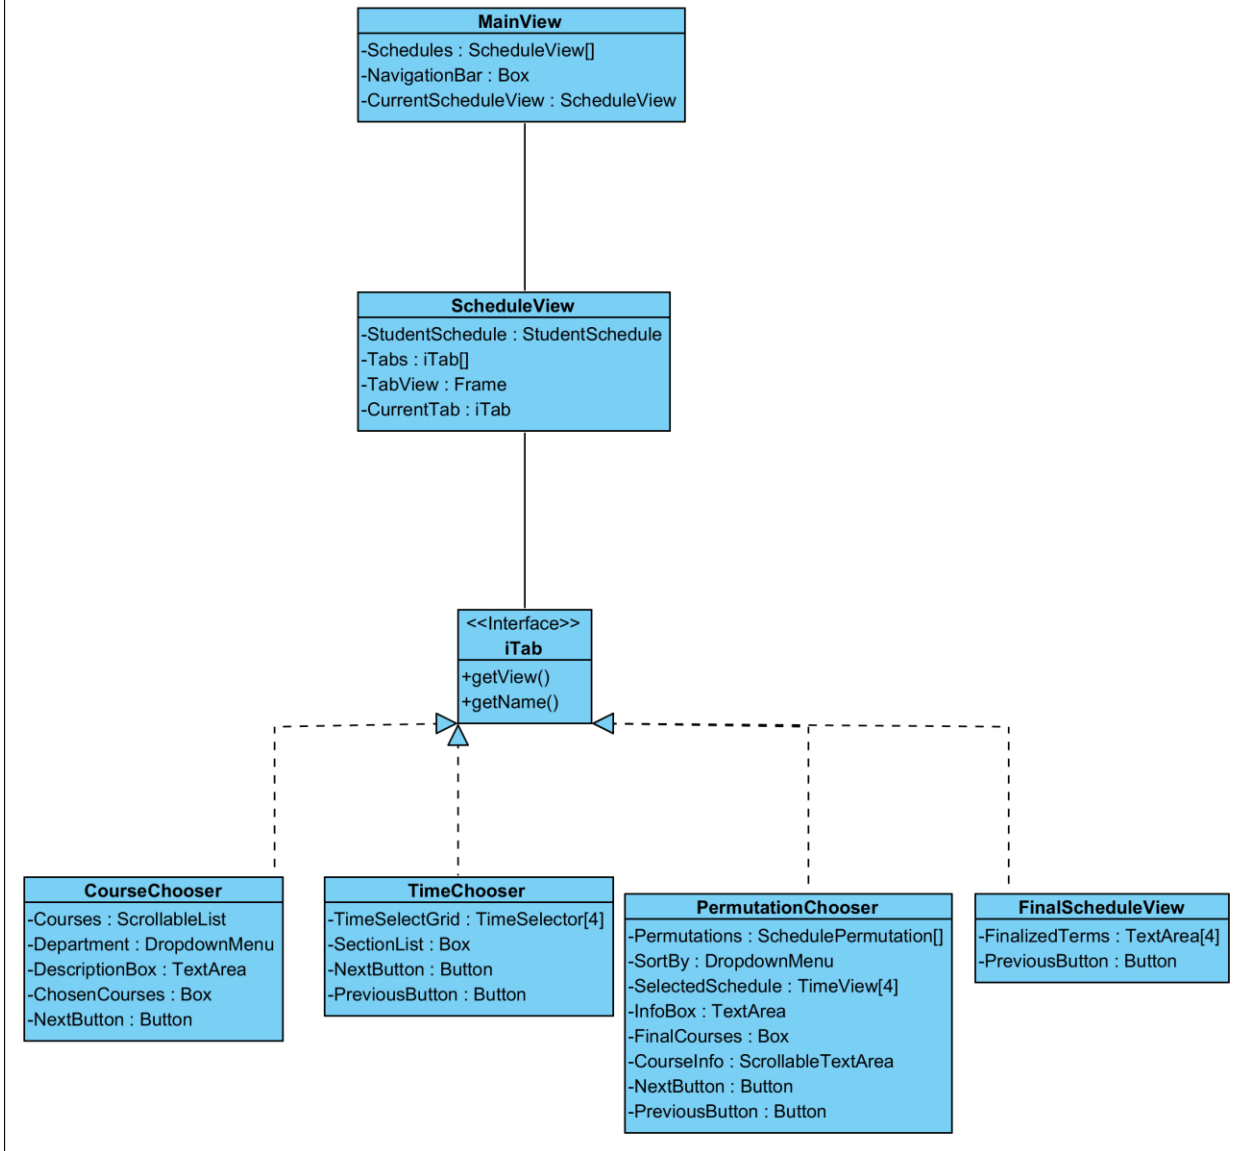 MainView
-Schedules : ScheduleView[]
-NavigationBar : Box
-CurrentScheduleView : ScheduleView
ScheduleView
-StudentSchedule : StudentSchedule
-Tabs : iTab[]
-TabView : Frame
-CurrentTab : iTab
<<Interface>>
iTab
+getView()
+getName()
CourseChooser
-Courses : ScrollableList
-Department : DropdownMenu
-DescriptionBox : TextArea
-ChosenCourses : Box
-NextButton : Button
TimeChooser
-TimeSelectGrid : TimeSelector[4]
-SectionList : Box
-NextButton : Button
-PreviousButton : Button
PermutationChooser
-Permutations : SchedulePermutation[]
-SortBy : DropdownMenu
-SelectedSchedule : TimeView[4]
-InfoBox : TextArea
-FinalCourses : Box
-CourseInfo : ScrollableTextArea
-NextButton : Button
-PreviousButton : Button
FinalScheduleView
-FinalizedTerms : TextArea[4]
-PreviousButton : Button